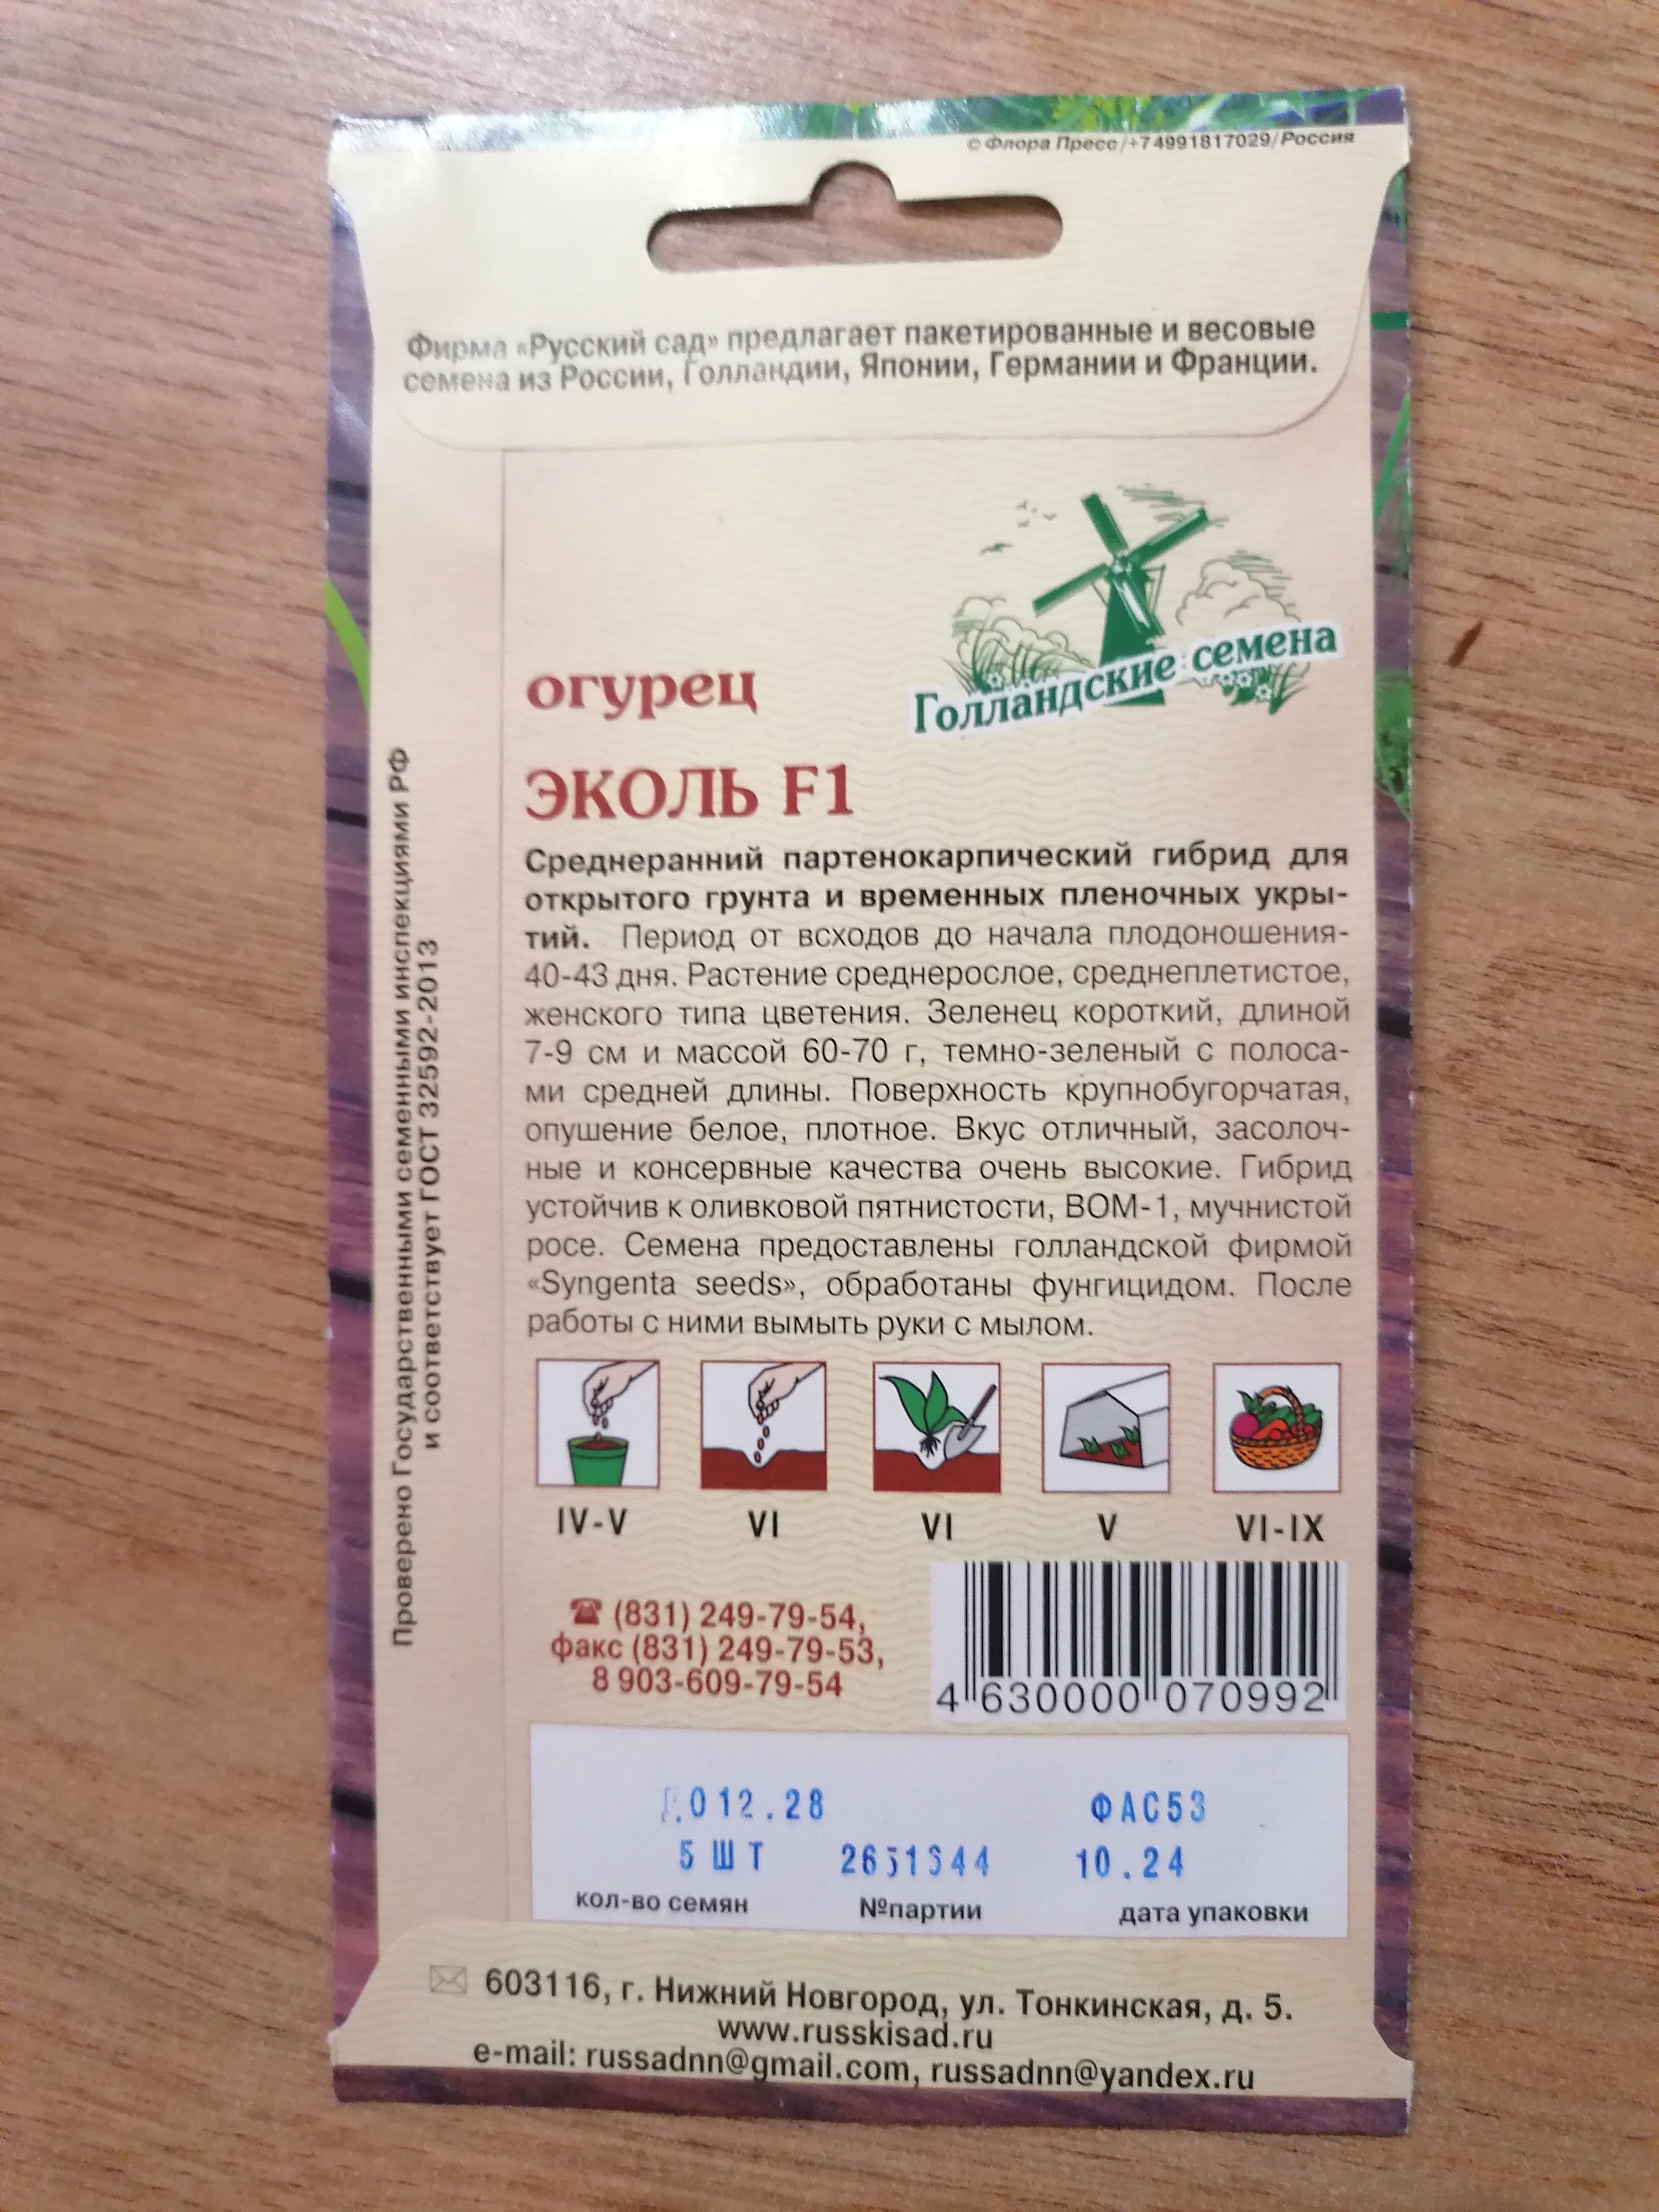 © Флора Пресс/+74991817029/Россия
Фирма «Русский сад» предлагает пакетированные и весовые
семена из России, Голландии, Японии, Германии и Франции.
Голландские семена
огурец
ЭКОЛЬ F1
Среднеранний партенокарпический гибрид для
открытого грунта и временных пленочных укры-
тий. Период от всходов до начала плодоношения-
40-43 дня. Растение среднерослое, среднеплетистое,
женского типа цветения. Зеленец короткий, длиной
7-9 см и массой 60-70 г, темно-зеленый с полоса-
ми средней длины. Поверхность крупнобугорчатая,
опушение белое, плотное. Вкус отличный, засолоч-
ные и консервные качества очень высокие. Гибрид
устойчив к оливковой пятнистости, ВОМ-1, мучнистой
росе. Семена предоставлены голландской фирмой
«Syngenta seeds», обработаны фунгицидом. После
работы с ними вымыть руки с мылом.
IV-V VI VI V VI-IX
(831) 249-79-54,
факс (831) 249-79-53,
8 903-609-79-54
4 630000 070992
12.28 ФАС53
5 ШТ 10.24
кол-во семян №партии дата упаковки
603116, г. Нижний Новгород, ул. Тонкинская, д. 5.
www.russkisad.ru
e-mail: russadnn@gmail.com, russadnn@yandex.ru
Проверено Государственными семенными инспекциями РФ
и соответствует ГОСТ 32592-2013